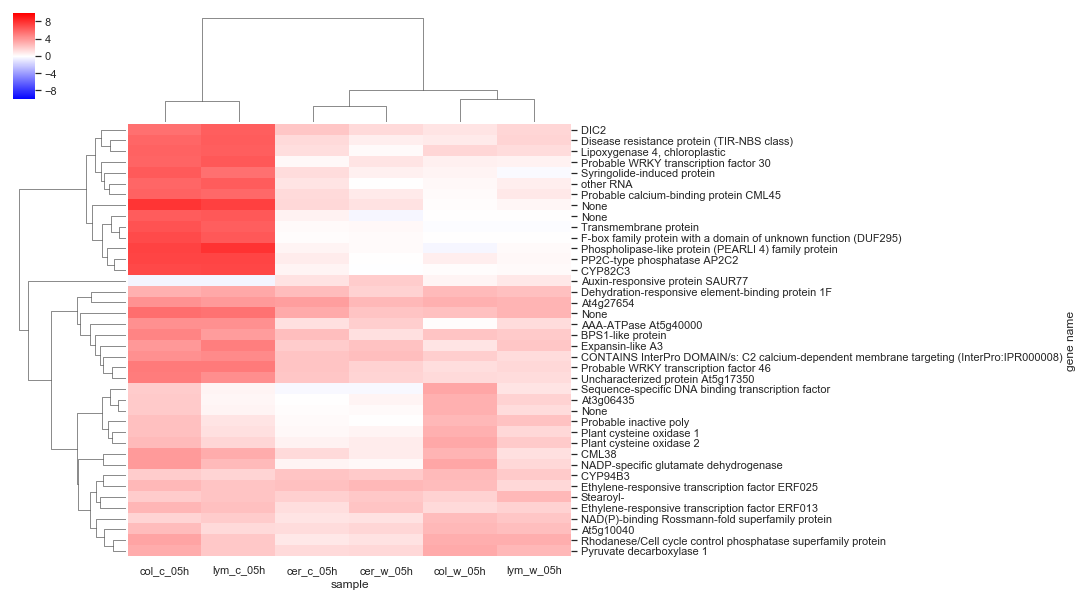 8
4
0
−4
−8
DIC2
Disease resistance protein (TIR-NBS class)
Lipoxygenase 4, chloroplastic
Probable WRKY transcription factor 30
Syringolide-induced protein
other RNA
Probable calcium-binding protein CML45
None
None
Transmembrane protein
F-box family protein with a domain of unknown function (DUF295)
Phospholipase-like protein (PEARLI 4) family protein
PP2C-type phosphatase AP2C2
CYP82C3
Auxin-responsive protein SAUR77
Dehydration-responsive element-binding protein 1F
At4g27654
None
AAA-ATPase At5g40000
BPS1-like protein
Expansin-like A3
CONTAINS InterPro DOMAIN/s: C2 calcium-dependent membrane targeting (InterPro:IPR000008)
Probable WRKY transcription factor 46
Uncharacterized protein At5g17350
Sequence-specific DNA binding transcription factor
At3g06435
None
Probable inactive poly
Plant cysteine oxidase 1
Plant cysteine oxidase 2
CML38
NADP-specific glutamate dehydrogenase
CYP94B3
Ethylene-responsive transcription factor ERF025
Stearoyl-
Ethylene-responsive transcription factor ERF013
NAD(P)-binding Rossmann-fold superfamily protein
At5g10040
Rhodanese/Cell cycle control phosphatase superfamily protein
Pyruvate decarboxylase 1
gene name
col_c_05h lym_c_05h cer_c_05h cer_w_05h col_w_05h lym_w_05h
sample